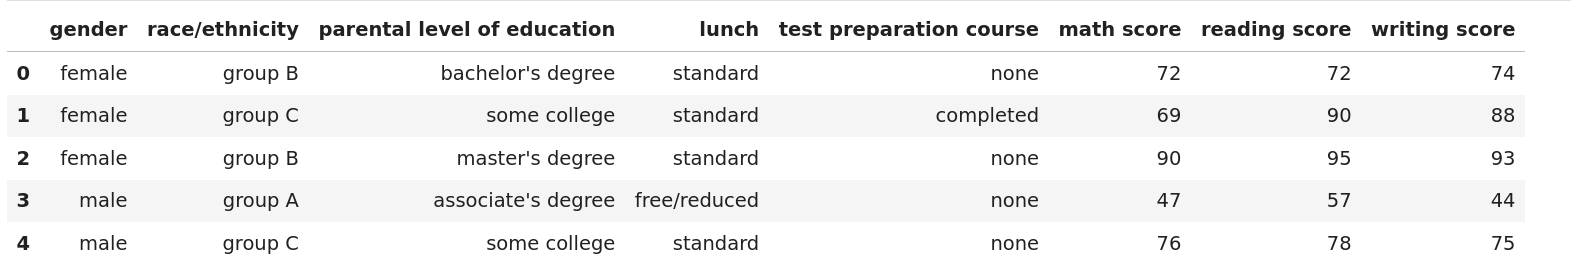 gender race/ethnicity parental level of education lunch test preparation course math score reading score writing score
0 female group B bachelor's degree standard none 72 72 74
1 female group C some college standard completed 69 90 88
2 female group B master's degree standard none 90 95 93
3 male group A associate's degree free/reduced none 47 57 44
4 male group C some college standard none 76 78 75